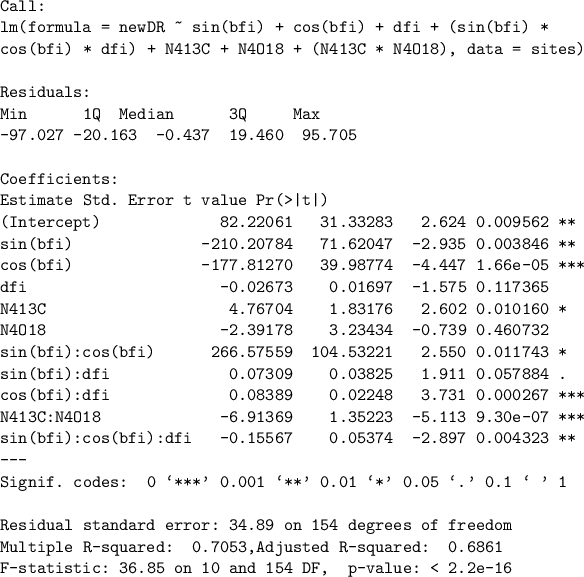 Call:
lm(formula = newDR ~ sin(bfi) + cos(bfi) + dfi + (sin(bfi) *
cos(bfi) * dfi) + N413C + N4O18 + (N413C * N4O18), data = sites)
Residuals:
Min 1Q Median 3Q Max
-97.027 -20.163 -0.437 19.460 95.705
Coefficients:
Estimate Std. Error t value Pr(>|t|)
(Intercept) 82.22061 31.33283 2.624 0.009562 **
sin(bfi) -210.20784 71.62047 -2.935 0.003846 **
cos(bfi) -177.81270 39.98774 -4.447 1.66e-05 ***
dfi -0.02673 0.01697 -1.575 0.117365
N413C 4.76704 1.83176 2.602 0.010160 *
N4O18 -2.39178 3.23434 -0.739 0.460732
sin(bfi):cos(bfi) 266.57559 104.53221 2.550 0.011743 *
sin(bfi):dfi 0.07309 0.03825 1.911 0.057884 .
cos(bfi):dfi 0.08389 0.02248 3.731 0.000267 ***
N413C:N4O18 -6.91369 1.35223 -5.113 9.30e-07 ***
sin(bfi):cos(bfi):dfi -0.15567 0.05374 -2.897 0.004323 **
---
Signif. codes: 0 ‘***’ 0.001 ‘**’ 0.01 ‘*’ 0.05 ‘.’ 0.1 ‘ ’ 1
Residual standard error: 34.89 on 154 degrees of freedom
Multiple R-squared: 0.7053,Adjusted R-squared: 0.6861
F-statistic: 36.85 on 10 and 154 DF, p-value: < 2.2e-16